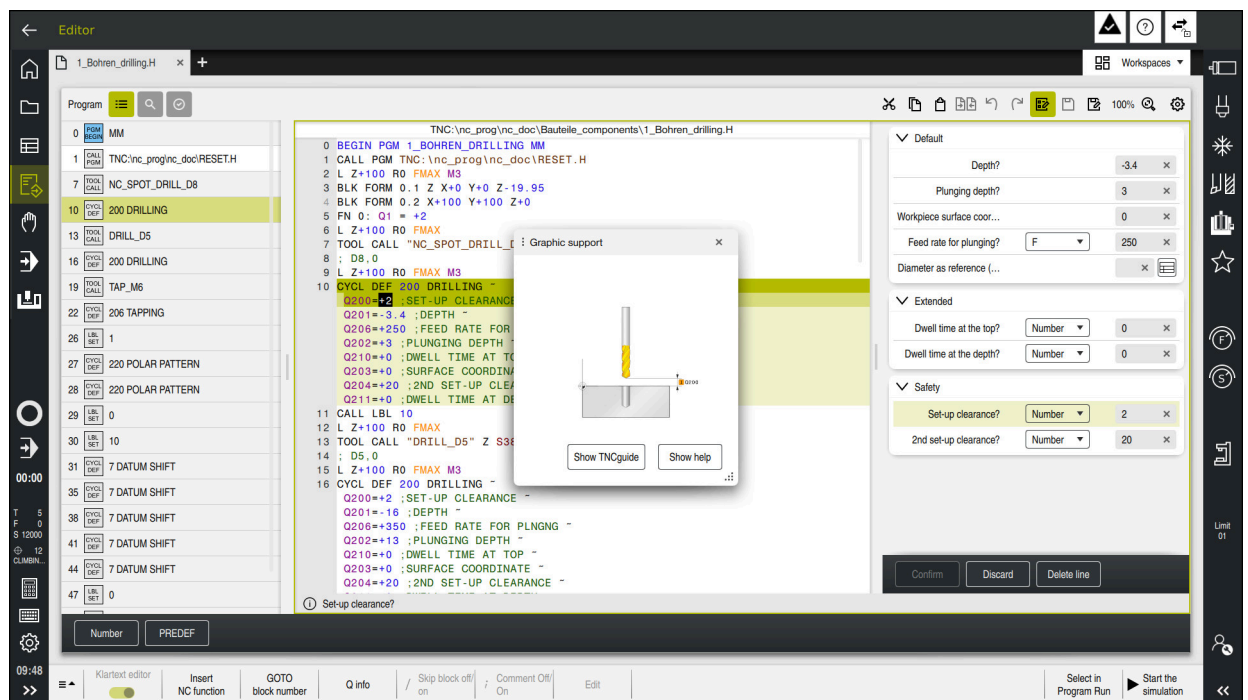 Editor
1_Bohren_drilling.H
Workspaces
Program
100%
0 PGM BEGIN MM
1 CALL PGM TNC:\nc_prog\nc_doc\RESET.H
7 TOOL CALL NC_SPOT_DRILL_D8
10 CYCL DEF 200 DRILLING
13 TOOL CALL DRILL_D5
16 CYCL DEF 200 DRILLING
19 TOOL CALL TAP_M6
22 CYCL DEF 206 TAPPING
26 LBL SET 1
27 CYCL DEF 220 POLAR PATTERN
28 CYCL DEF 220 POLAR PATTERN
29 LBL SET 0
30 LBL SET 10
31 CYCL DEF 7 DATUM SHIFT
35 CYCL DEF 7 DATUM SHIFT
38 CYCL DEF 7 DATUM SHIFT
41 CYCL DEF 7 DATUM SHIFT
44 CYCL DEF 7 DATUM SHIFT
47 LBL SET 0
TNC:\nc_prog\nc_doc\Bauteile_components\1_Bohren_drilling.H
0 BEGIN PGM 1_BOHREN_DRILLING MM
1 CALL PGM TNC:\nc_prog\nc_doc\RESET.H
2 L Z+100 R0 FMAX M3
3 BLK FORM 0.1 Z X+0 Y+0 Z-19.95
4 BLK FORM 0.2 X+100 Y+100 Z+0
5 FN 0: Q1 = +2
6 L Z+100 R0 FMAX
7 TOOL CALL "NC_SPOT_DRILL_D
8 ; D8,0
9 L Z+100 R0 FMAX M3
10 CYCL DEF 200 DRILLING ~
Q200=+2 ;SET-UP CLEARANCE
Q201=-3.4 ;DEPTH ~
Q206=+250 ;FEED RATE FOR
Q202=+3 ;PLUNGING DEPTH ~
Q210=+0 ;DWELL TIME AT TO
Q203=+0 ;SURFACE COORDINA
Q204=+20 ;2ND SET-UP CLEA
Q211=+0 ;DWELL TIME AT DE
11 CALL LBL 10
12 L Z+100 R0 FMAX
13 TOOL CALL "DRILL_D5" Z S38
14 ; D5,0
15 L Z+100 R0 FMAX M3
16 CYCL DEF 200 DRILLING ~
Q200=+2 ;SET-UP CLEARANCE ~
Q201=-16 ;DEPTH ~
Q206=+350 ;FEED RATE FOR PLNGNG ~
Q202=+13 ;PLUNGING DEPTH ~
Q210=+0 ;DWELL TIME AT TOP ~
Q203=+0 ;SURFACE COORDINATE ~
Q204=+20 ;2ND SET-UP CLEARANCE ~
Set-up clearance?
Graphic support
Q200
Show TNCguide
Show help
Default
Depth? -3.4
Plunging depth? 3
Workpiece surface coor... 0
Feed rate for plunging? F 250
Diameter as reference (...
Extended
Dwell time at the top? Number 0
Dwell time at the depth? Number 0
Safety
Set-up clearance? Number 2
2nd set-up clearance? Number 20
Confirm
Discard
Delete line
Number
PREDEF
00:00
T 5
F 0
S 12000
12
CLIMBIN...
09:48
F
S
Limit
01
Klartext editor
Insert
NC function
GOTO
block number
Q info
Skip block off/
on
Comment Off/
On
Edit
Select in
Program Run
Start the
simulation